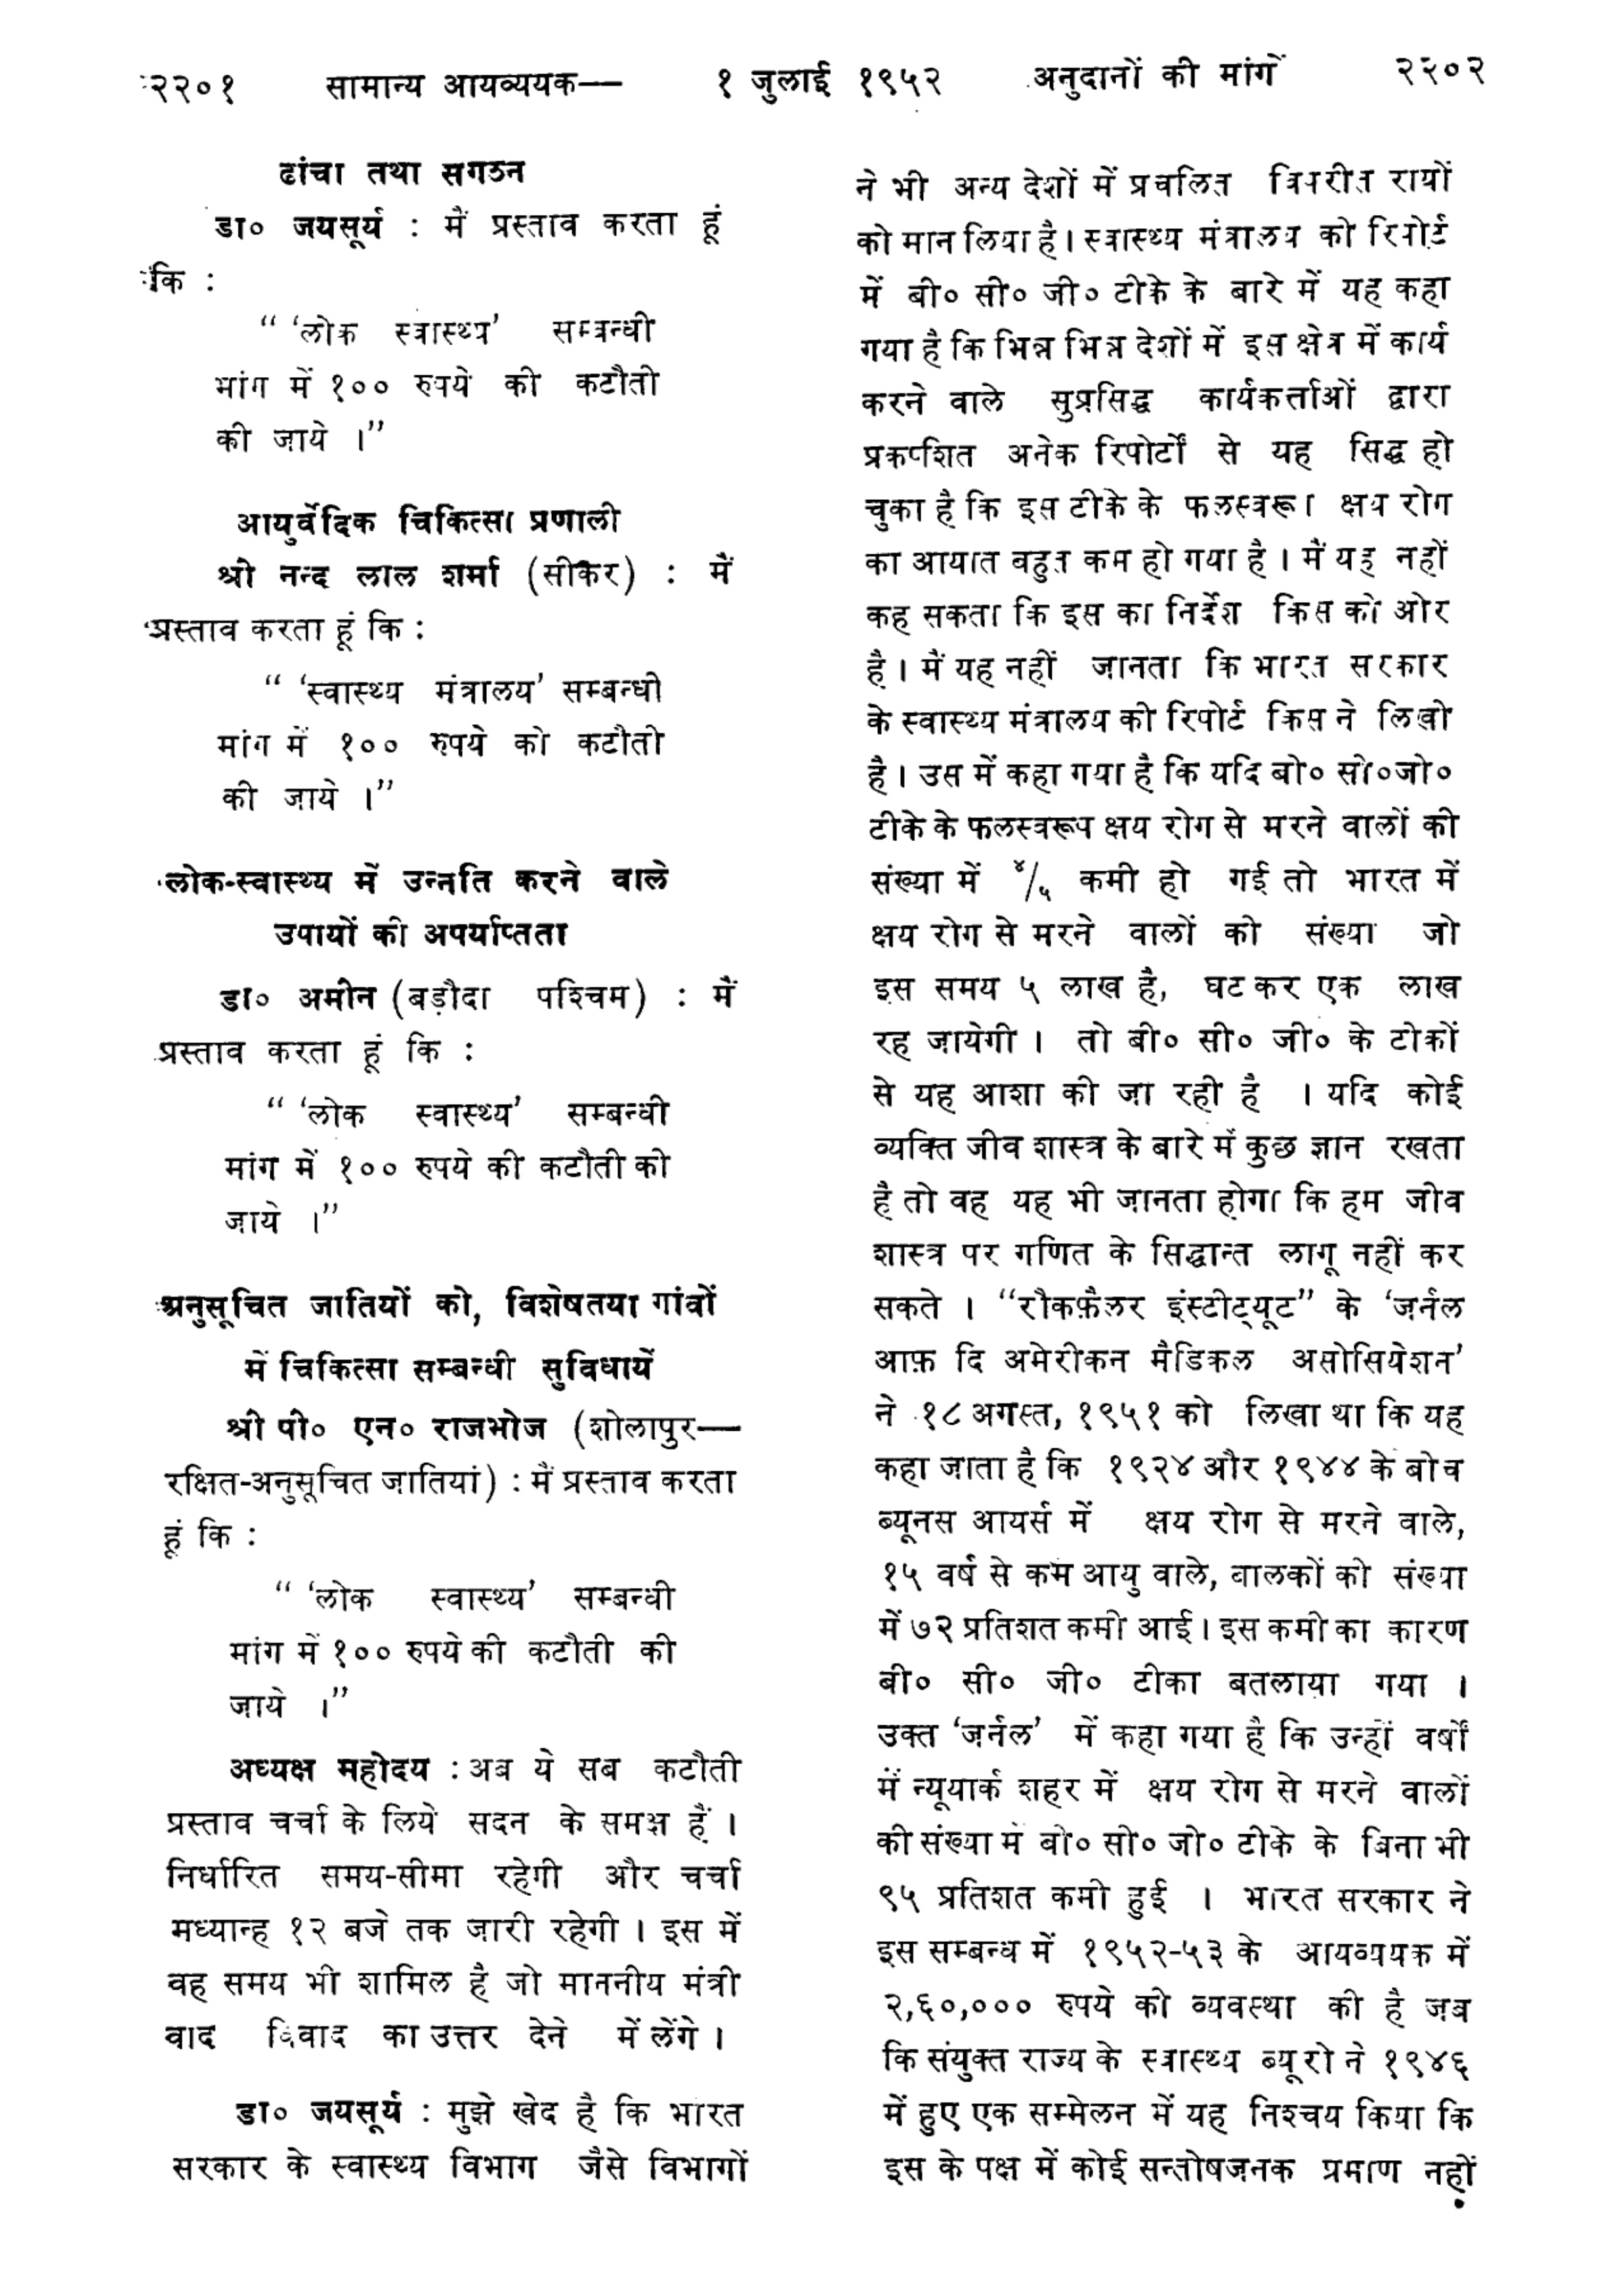 २२०१ सामान्य आयव्ययक— १ जुलाई १९५२ अनुदानों की मांगें २२०२
ढांचा तथा सगठन
डा० जयसूर्य : मैं प्रस्ताव करता हूं
कि :
“ ‘लोक स्वास्थ्य’ सम्बन्धी
मांग में १०० रुपये की कटौती
की जाये ।”
आयुर्वेदिक चिकित्सा प्रणाली
श्री नन्द लाल शर्मा (सीकर) : मैं
प्रस्ताव करता हूं कि :
“ ‘स्वास्थ्य मंत्रालय’ सम्बन्धी
मांग में १०० रुपये की कटौती
की जाये ।”
लोक-स्वास्थ्य में उन्नति करने वाले
उपायों की अपर्याप्तता
डा० अमीन (बड़ौदा पश्चिम) : मैं
प्रस्ताव करता हूं कि :
“ ‘लोक स्वास्थ्य’ सम्बन्धी
मांग में १०० रुपये की कटौती की
जाये ।”
अनुसूचित जातियों को, विशेषतया गांवों
में चिकित्सा सम्बन्धी सुविधायें
श्री पी० एन० राजभोज (शोलापुर—
रक्षित-अनुसूचित जातियां) : मैं प्रस्ताव करता
हूं कि :
“ ‘लोक स्वास्थ्य’ सम्बन्धी
मांग में १०० रुपये की कटौती की
जाये ।”
अध्यक्ष महोदय : अब ये सब कटौती
प्रस्ताव चर्चा के लिये सदन के समक्ष हैं ।
निर्धारित समय-सीमा रहेगी और चर्चा
मध्यान्ह १२ बजे तक जारी रहेगी । इस में
वह समय भी शामिल है जो माननीय मंत्री
वाद विवाद का उत्तर देने में लेंगे ।
डा० जयसूर्य : मुझे खेद है कि भारत
सरकार के स्वास्थ्य विभाग जैसे विभागों
ने भी अन्य देशों में प्रचलित विपरीत रायों
को मान लिया है । स्वास्थ्य मंत्रालय की रिपोर्ट
में बी० सी० जी० टीके के बारे में यह कहा
गया है कि भिन्न भिन्न देशों में इस क्षेत्र में कार्य
करने वाले सुप्रसिद्ध कार्यकर्त्ताओं द्वारा
प्रकाशित अनेक रिपोर्टों से यह सिद्ध हो
चुका है कि इस टीके के फलस्वरूप क्षय रोग
का आयात बहुत कम हो गया है । मैं यह नहीं
कह सकता कि इस का निर्देश किस की ओर
है । मैं यह नहीं जानता कि भारत सरकार
के स्वास्थ्य मंत्रालय की रिपोर्ट किस ने लिखी
है । उस में कहा गया है कि यदि बी० सी० जी०
टीके के फलस्वरूप क्षय रोग से मरने वालों की
संख्या में ४/५ कमी हो गई तो भारत में
क्षय रोग से मरने वालों की संख्या जो
इस समय ५ लाख है, घट कर एक लाख
रह जायेगी । तो बी० सी० जी० के टीकों
से यह आशा की जा रही है । यदि कोई
व्यक्ति जीव शास्त्र के बारे में कुछ ज्ञान रखता
है तो वह यह भी जानता होगा कि हम जीव
शास्त्र पर गणित के सिद्धान्त लागू नहीं कर
सकते । “रौकफ़ैलर इंस्टीट्यूट” के ‘जर्नल
आफ़ दि अमेरीकन मैडिकल असोसियेशन’
ने १८ अगस्त, १९५१ को लिखा था कि यह
कहा जाता है कि १९२४ और १९४४ के बीच
ब्यूनस आयर्स में क्षय रोग से मरने वाले,
१५ वर्ष से कम आयु वाले, बालकों की संख्या
में ७२ प्रतिशत कमी आई । इस कमी का कारण
बी० सी० जी० टीका बतलाया गया ।
उक्त ‘जर्नल’ में कहा गया है कि उन्हीं वर्षों
में न्यूयार्क शहर में क्षय रोग से मरने वालों
की संख्या में बी० सी० जी० टीके के बिना भी
९५ प्रतिशत कमी हुई । भारत सरकार ने
इस सम्बन्ध में १९५२-५३ के आयव्ययक में
२,६०,००० रुपये की व्यवस्था की है जब
कि संयुक्त राज्य के स्वास्थ्य ब्यूरो ने १९४६
में हुए एक सम्मेलन में यह निश्चय किया कि
इस के पक्ष में कोई सन्तोषजनक प्रमाण नहीं